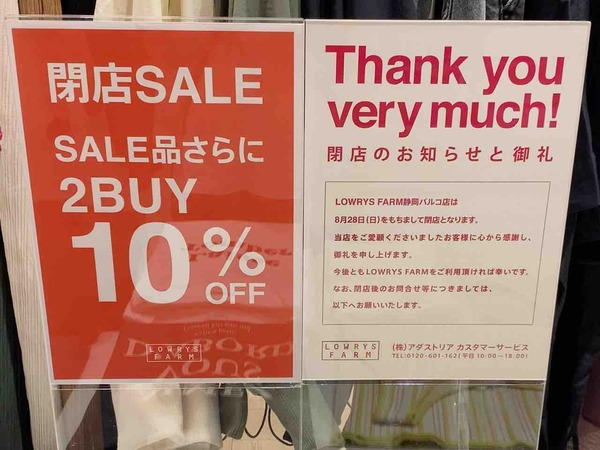 閉店SALE
SALE品さらに
2BUY
10%
OFF
LOWRYS
FARM
Thank you
very much!
閉店のお知らせと御礼
LOWRYS FARM静岡パルコ店は
8月28日(日)をもちまして閉店となります。
当店をご愛顧くださいましたお客様に心から感謝し、
御礼を申し上げます。
今後ともLOWRYS FARMをご利用頂ければ幸いです。
なお、閉店後のお問合せ等につきましては、
以下へお願いいたします。
LOWRYS
FARM
(株)アダストリア カスタマーサービス
TEL:0120-601-162(平日 10:00~18:00)